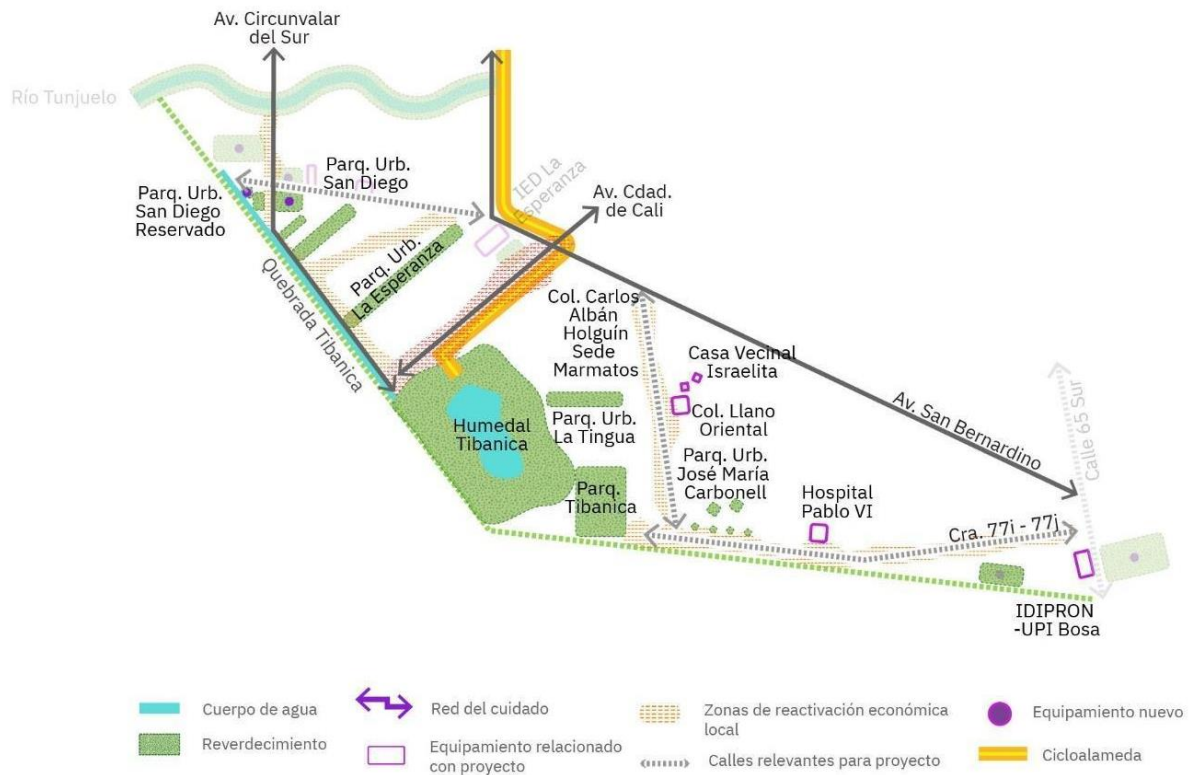 Av. Circunvalar
del Sur
Río Tunjuelo
Parq. Urb.
San Diego
IED La
Esperanza
Parq. Urb.
San Diego
Reservado
Av. Cdad.
de Cali
Parq. Urb.
La Esperanza
Quebrada Tibanica
Col. Carlos
Albán
Holguín
Sede
Marmatos
Casa Vecinal
Israelita
Col. Llano
Oriental
Av. San Bernardino
Calle 65 Sur
Humedal
Tibanica
Parq. Urb.
La Tingua
Parq. Urb.
José María
Carbonell
Parq.
Tibanica
Hospital
Pablo VI
Cra. 77i - 77j
IDIPRON
-UPI Bosa
Cuerpo de agua
Red del cuidado
Zonas de reactivación económica
local
Equipamiento nuevo
Reverdecimiento
Equipamiento relacionado
con proyecto
Calles relevantes para proyecto
Cicloalameda